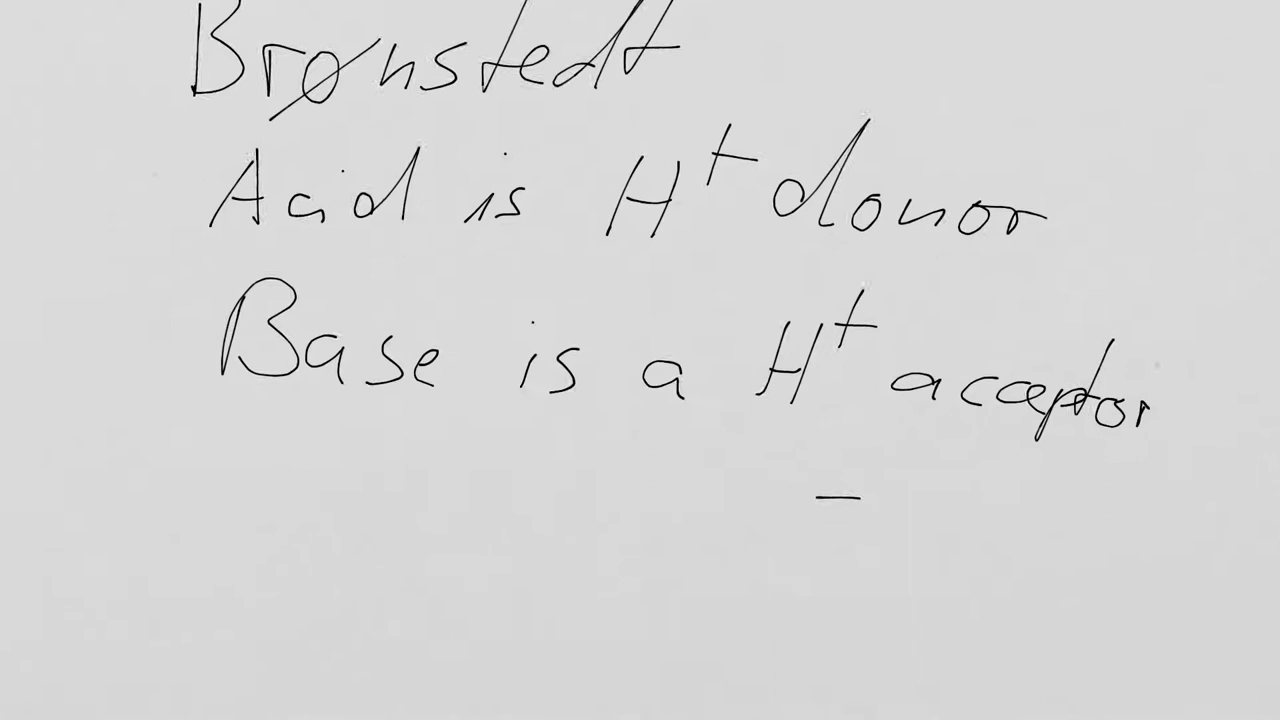 Brønstedt
Acid is H⁺ donor
Base is a H⁺ acceptor
—